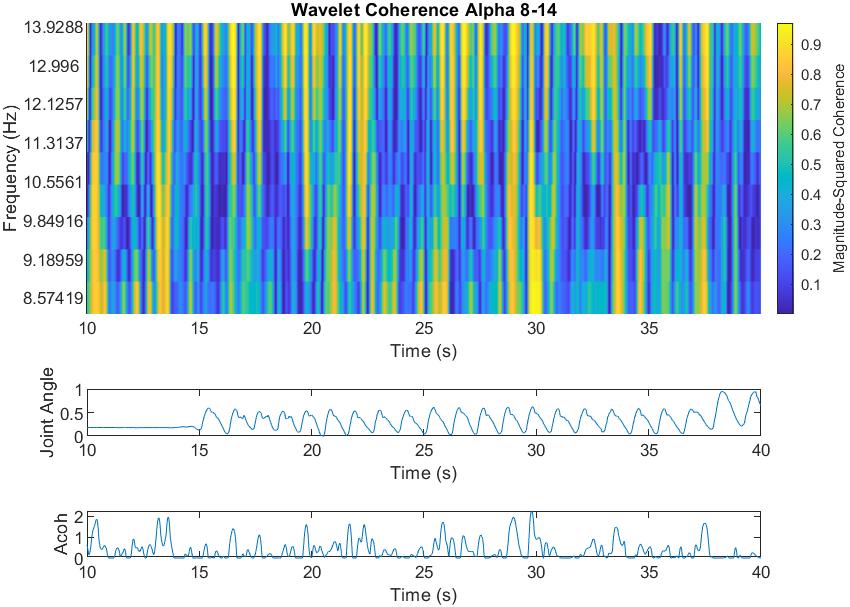 Wavelet Coherence Alpha 8-14
Frequency (Hz)
13.9288
12.996
12.1257
11.3137
10.5561
9.84916
9.18959
8.57419
10 15 20 25 30 35
Time (s)
0.9
0.8
0.7
0.6
0.5
0.4
0.3
0.2
0.1
Magnitude-Squared Coherence
Joint Angle
1
0.5
0
10 15 20 25 30 35 40
Time (s)
Acoh
2
1
0
10 15 20 25 30 35 40
Time (s)